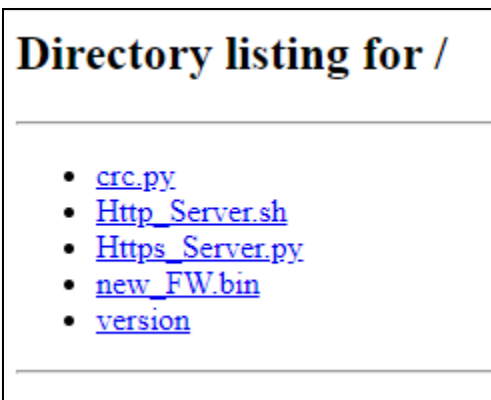 Directory listing for /
crc.py
Http_Server.sh
Https_Server.py
new_FW.bin
version